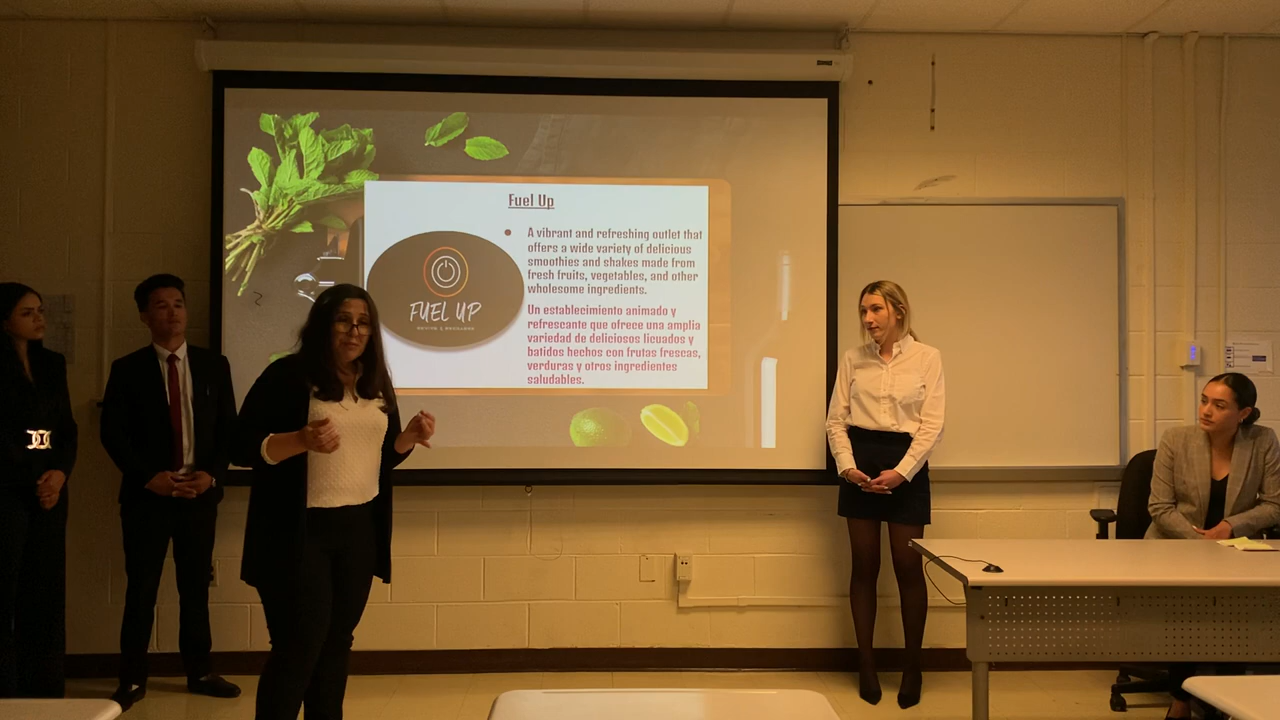 Fuel Up
A vibrant and refreshing outlet that
offers a wide variety of delicious
smoothies and shakes made from
fresh fruits, vegetables, and other
wholesome ingredients.
FUEL UP
Un establecimiento animado y
refrescante que ofrece una amplia
variedad de deliciosos licuados y
batidos hechos con frutas frescas,
verduras y otros ingredientes
saludables.